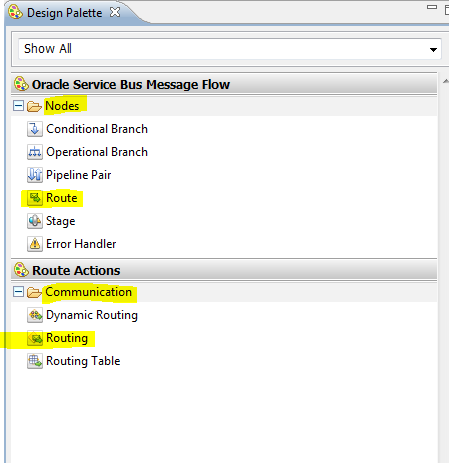 Design Palette
Show All
Oracle Service Bus Message Flow
Nodes
Conditional Branch
Operational Branch
Pipeline Pair
Route
Stage
Error Handler
Route Actions
Communication
Dynamic Routing
Routing
Routing Table